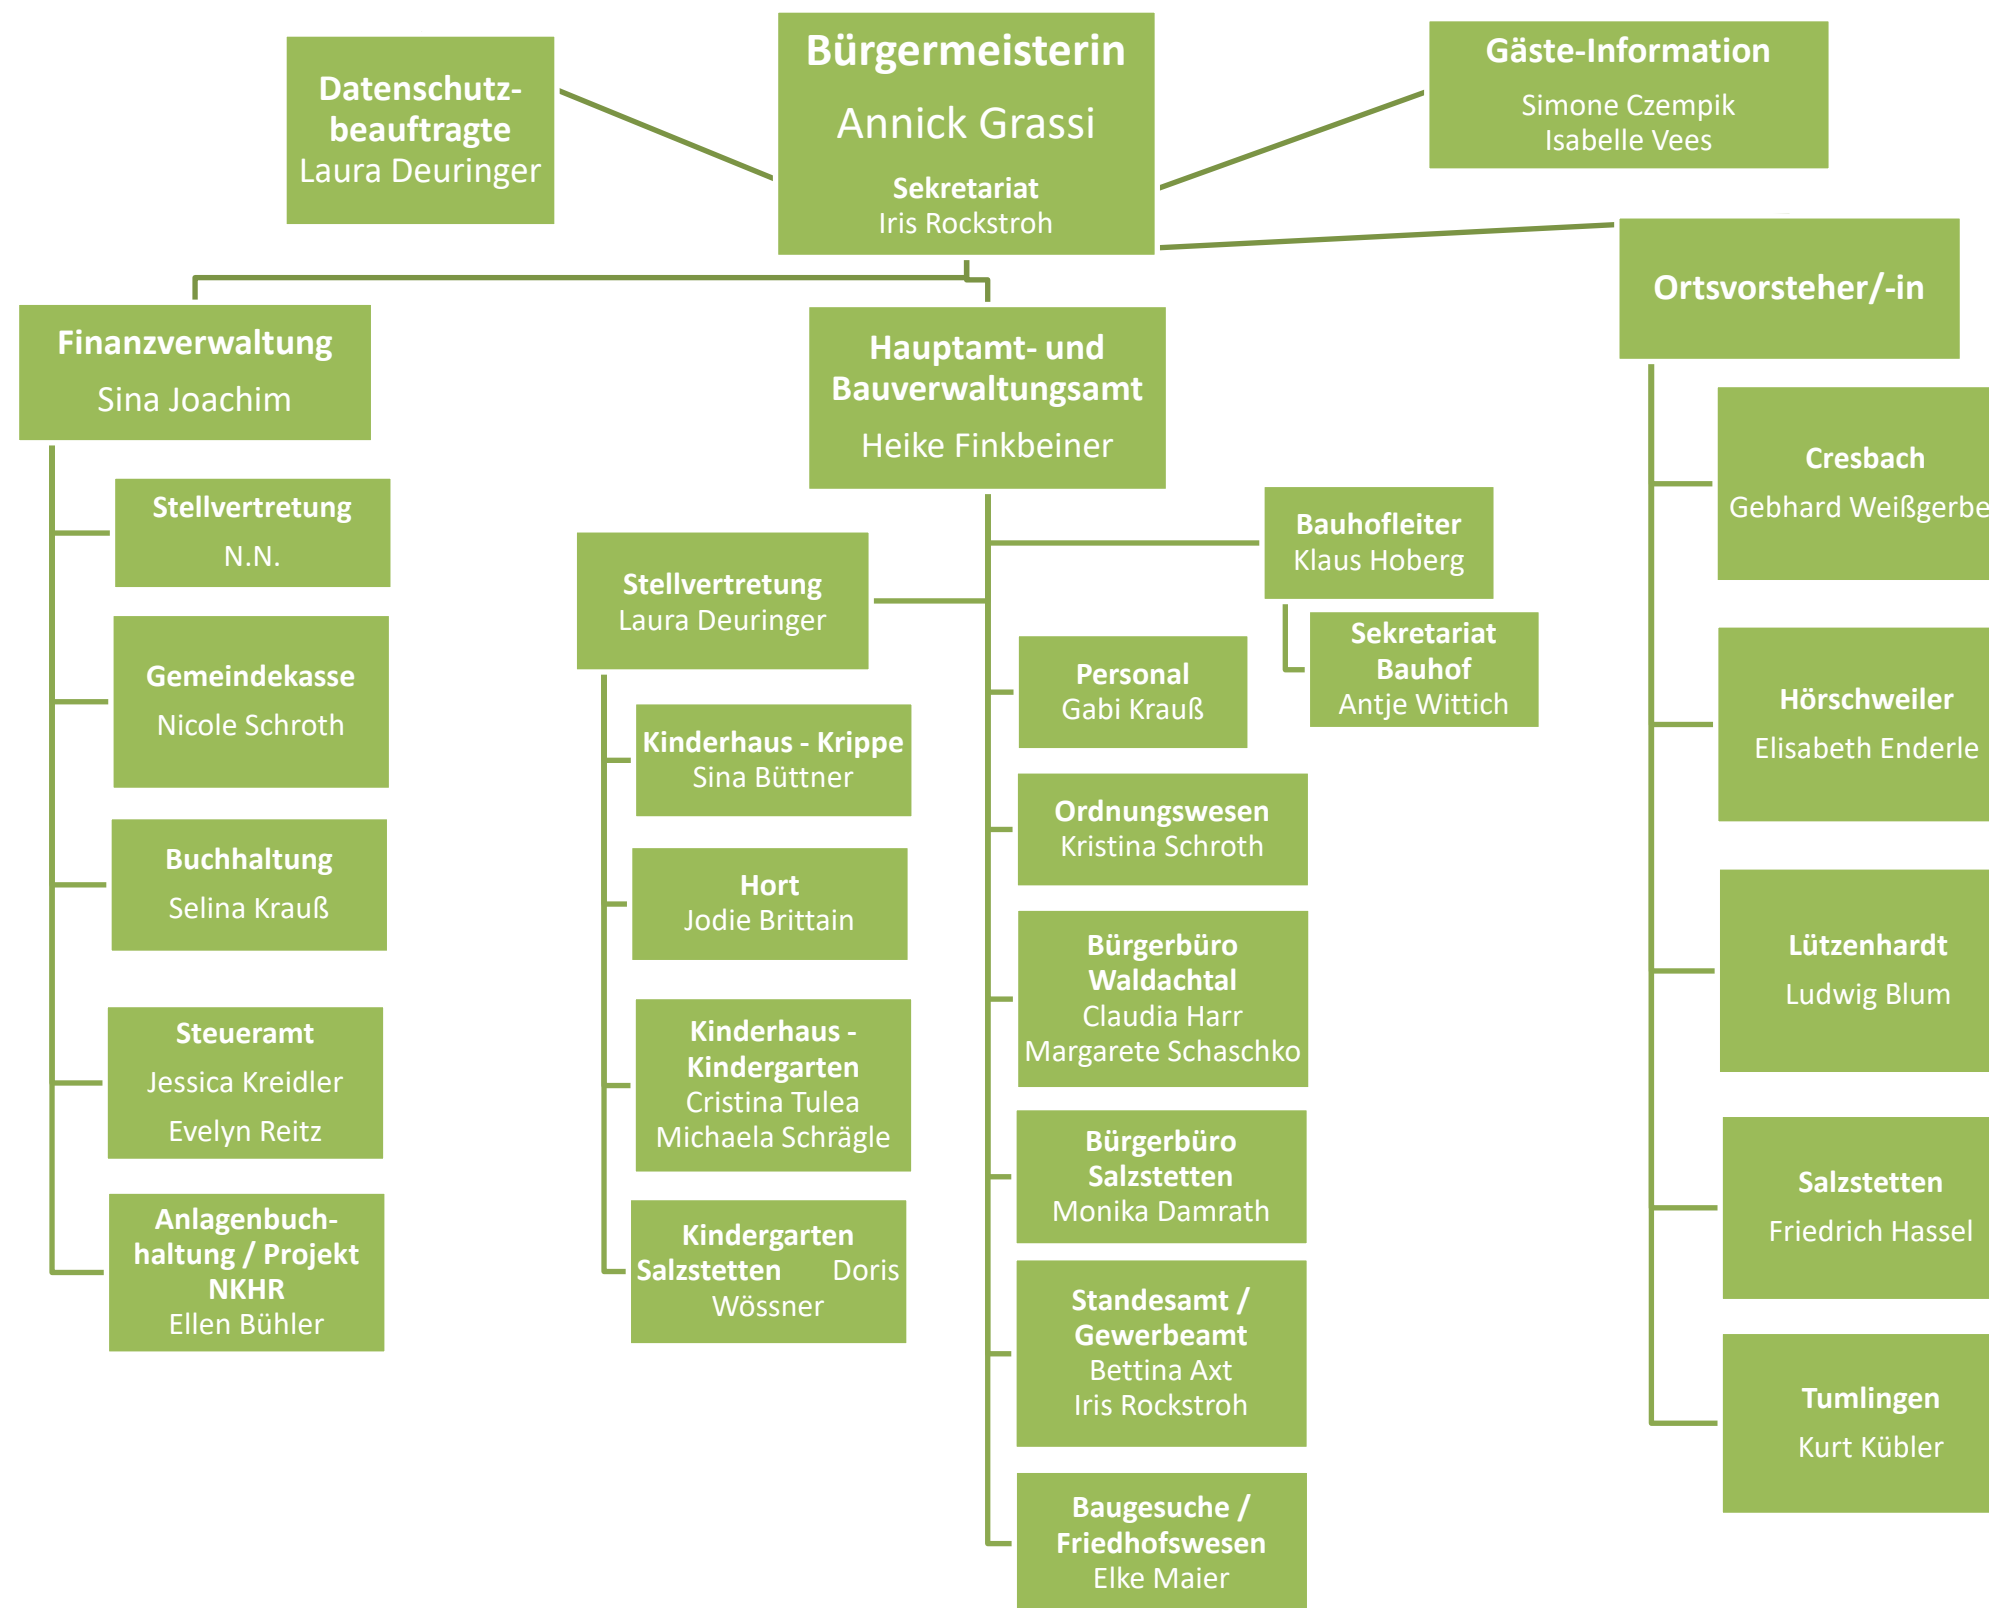 Datenschutz-
beauftragte
Laura Deuringer
Bürgermeisterin
Annick Grassi
Sekretariat
Iris Rockstroh
Gäste-Information
Simone Czempik
Isabelle Vees
Finanzverwaltung
Sina Joachim
Stellvertretung
N.N.
Gemeindekasse
Nicole Schroth
Buchhaltung
Selina Krauß
Steueramt
Jessica Kreidler
Evelyn Reitz
Anlagenbuch-
haltung / Projekt
NKHR
Ellen Bühler
Hauptamt- und
Bauverwaltungsamt
Heike Finkbeiner
Stellvertretung
Laura Deuringer
Kinderhaus - Krippe
Sina Büttner
Hort
Jodie Brittain
Kinderhaus -
Kindergarten
Cristina Tulea
Michaela Schrägle
Kindergarten
Salzstetten Doris
Wössner
Bauhofleiter
Klaus Hoberg
Sekretariat
Bauhof
Antje Wittich
Personal
Gabi Krauß
Ordnungswesen
Kristina Schroth
Bürgerbüro
Waldachtal
Claudia Harr
Margarete Schaschko
Bürgerbüro
Salzstetten
Monika Damrath
Standesamt /
Gewerbeamt
Bettina Axt
Iris Rockstroh
Baugesuche /
Friedhofswesen
Elke Maier
Ortsvorsteher/-in
Cresbach
Gebhard Weißgerbe
Hörschweiler
Elisabeth Enderle
Lützenhardt
Ludwig Blum
Salzstetten
Friedrich Hassel
Tumlingen
Kurt Kübler